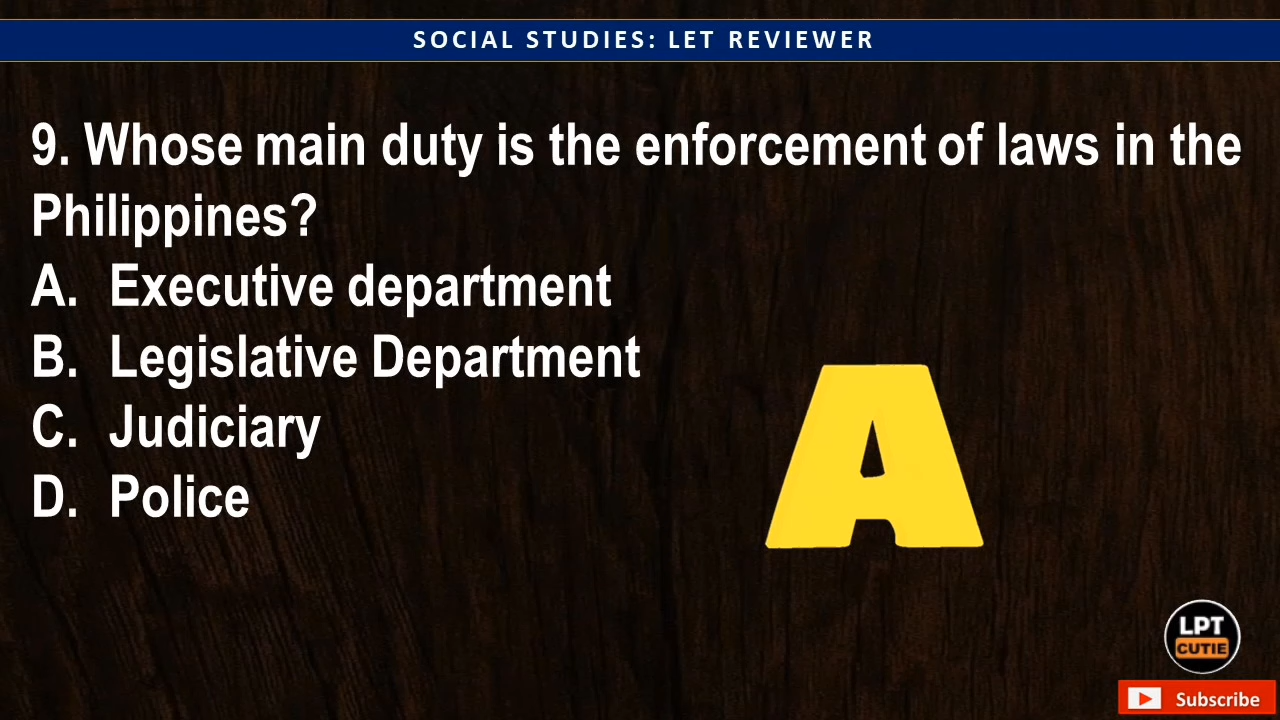 SOCIAL STUDIES: LET REVIEWER
9. Whose main duty is the enforcement of laws in the
Philippines?
A. Executive department
B. Legislative Department
C. Judiciary
D. Police
A
LPT
CUTIE
Subscribe